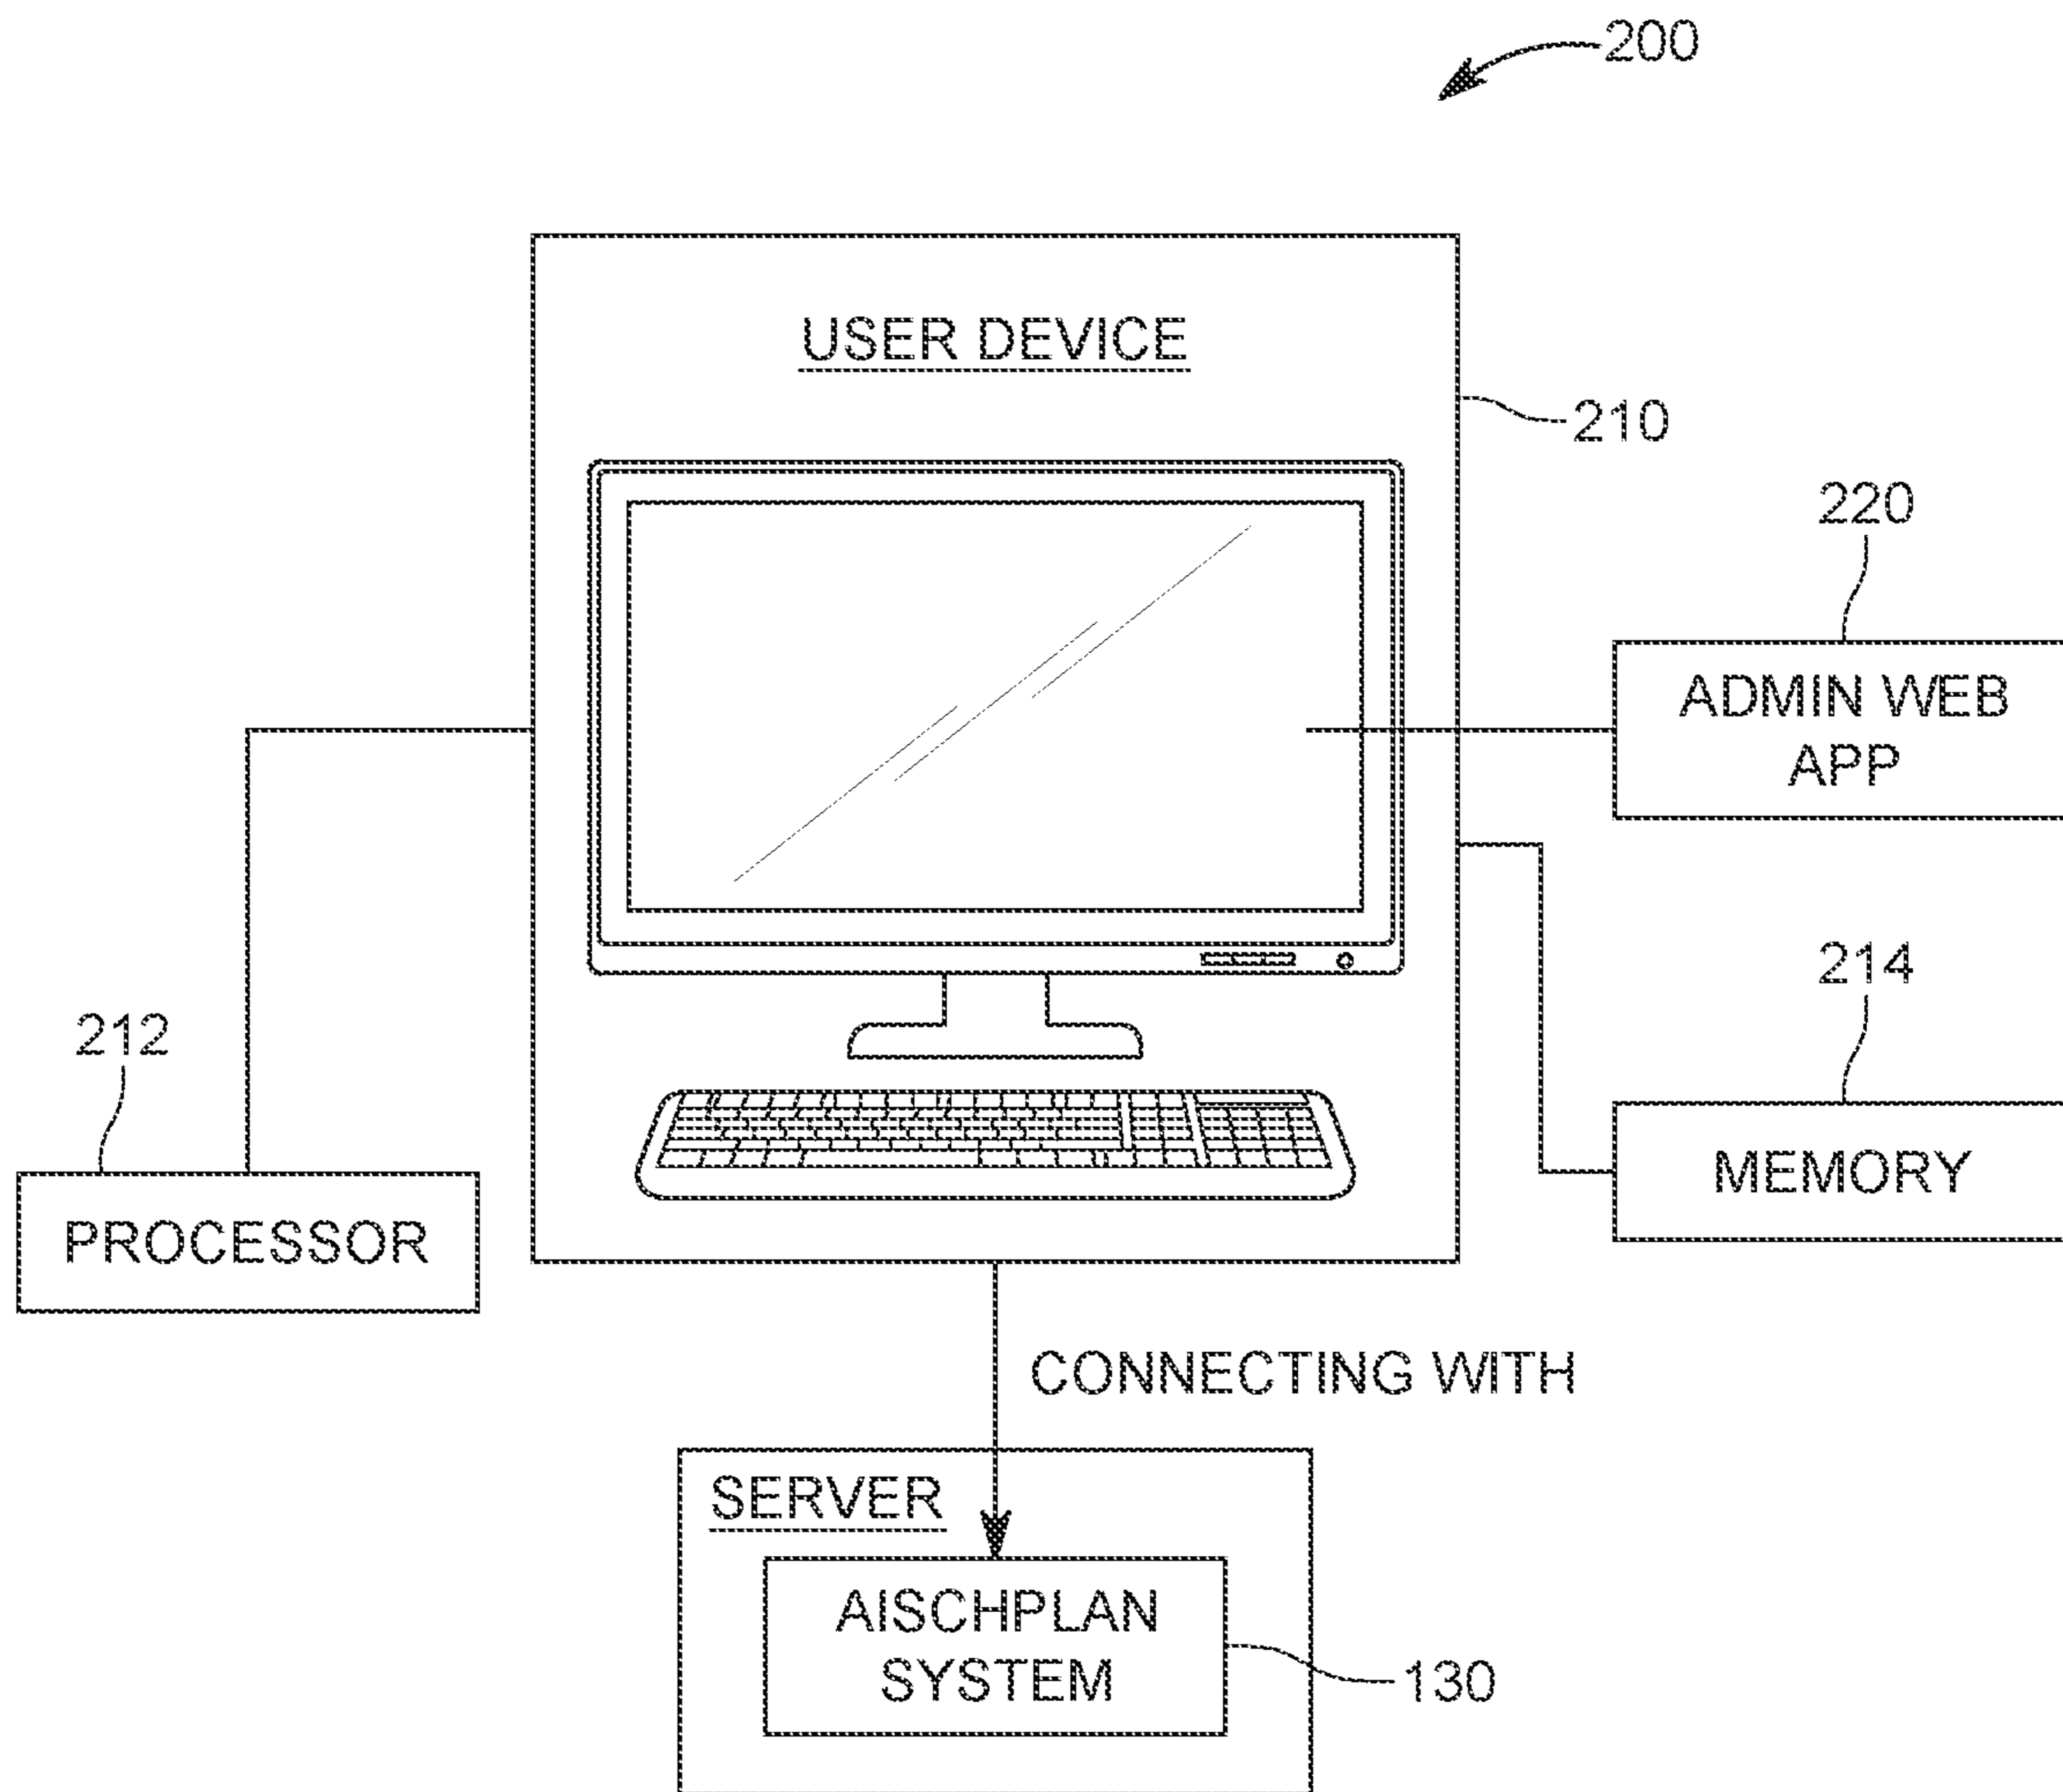 200
USER DEVICE
210
220
ADMIN WEB
APP
214
212
MEMORY
PROCESSOR
CONNECTING WITH
SERVER
AISCHPLAN
SYSTEM
130